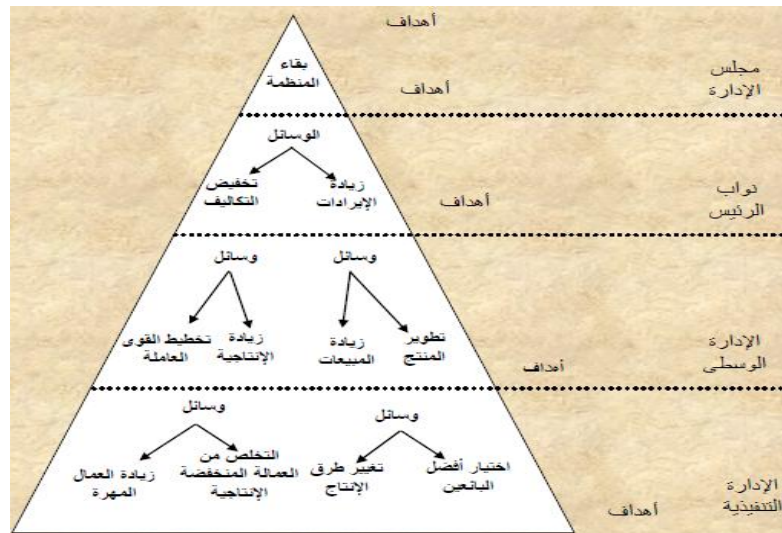 أهداف
بقاء
المنظمة
أهداف
مجلس
الإدارة
الوسائل
زيادة
الإيرادات
تخفيض
التكاليف
أهداف
نواب
الرئيس
وسائل
وسائل
تطوير
المنتج
زيادة
المبيعات
زيادة
الإنتاجية
تخطيط القوى
العاملة
أهداف
الإدارة
الوسطى
وسائل
وسائل
اختيار أفضل
البائعين
تغيير طرق
الإنتاج
التخلص من
العمالة المنخفضة
الإنتاجية
زيادة العمال
المهرة
أهداف
الإدارة
التنفيذية